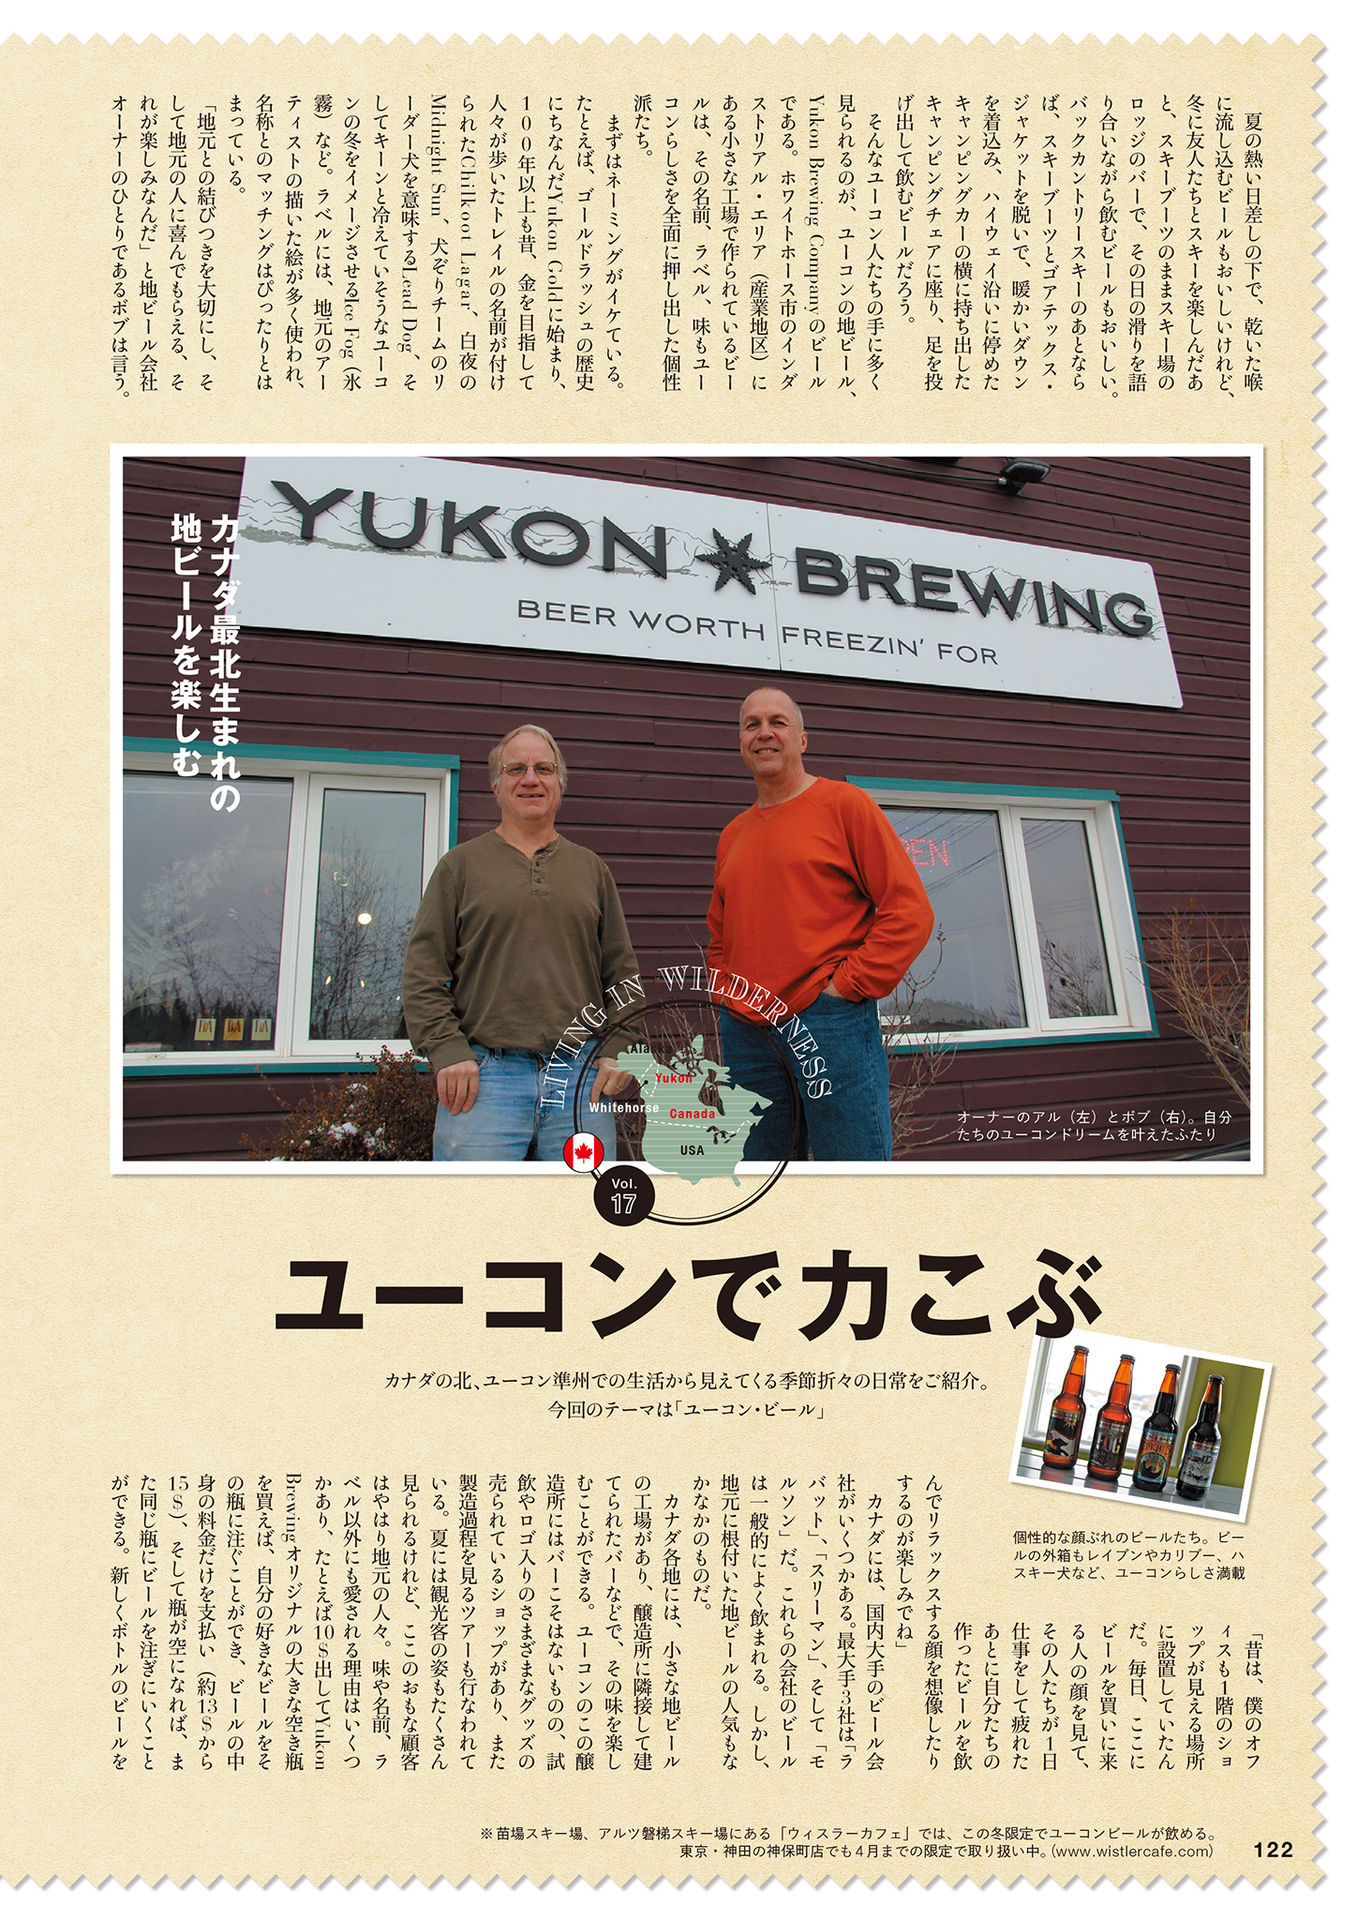 夏の熱い日差しの下で、乾いた喉
に流し込むビールもおいしいけれど、
冬に友人たちとスキーを楽しんだあ
と、スキーブーツのままスキー場の
ロッジのバーで、その日の滑りを語
り合いながら飲むビールもおいしい。
バックカントリースキーのあとなら
ば、スキーブーツとゴアテックス・
ジャケットを脱いで、暖かいダウン
を着込み、ハイウェイ沿いに停めた
キャンピングカーの横に持ち出した
キャンピングチェアに座り、足を投
げ出して飲むビールだろう。
そんなユーコン人たちの手に多く
見られるのが、ユーコンの地ビール、
Yukon Brewing Companyのビール
である。ホワイトホース市のインダ
ストリアル・エリア（産業地区）に
ある小さな工場で作られているビー
ルは、その名前、ラベル、味もユー
コンらしさを全面に押し出した個性
派たち。
まずはネーミングがイケている。
たとえば、ゴールドラッシュの歴史
にちなんだYukon Goldに始まり、
100年以上も昔、金を目指して
人々が歩いたトレイルの名前が付け
られたChilkoot Lagar、白夜の
Midnight Sun、犬ぞりチームのリ
ーダー犬を意味するLead Dog、そ
してキーンと冷えていそうなユーコ
ンの冬をイメージさせるIce Fog（氷
霧）など。ラベルには、地元のアー
ティストの描いた絵が多く使われ、
名称とのマッチングはぴったりとは
まっている。
「地元との結びつきを大切にし、そ
して地元の人に喜んでもらえる、そ
れが楽しみなんだ」と地ビール会社
オーナーのひとりであるボブは言う。
カナダ最北生まれの
地ビールを楽しむ
YUKON BREWING
BEER WORTH FREEZIN' FOR
LIVING IN WILDERNESS
Alaska
Yukon
Whitehorse
Canada
USA
Vol.
17
オーナーのアル（左）とボブ（右）。自分
たちのユーコンドリームを叶えたふたり
ユーコンで力こぶ
カナダの北、ユーコン準州での生活から見えてくる季節折々の日常をご紹介。
今回のテーマは「ユーコン・ビール」
個性的な顔ぶれのビールたち。ビー
ルの外箱もレイブンやカリブー、ハ
スキー犬など、ユーコンらしさ満載
「昔は、僕のオフ
ィスも1階のショ
ップが見える場所
に設置していたん
だ。毎日、ここに
ビールを買いに来
る人の顔を見て、
その人たちが1日
仕事をして疲れた
あとに自分たちの
作ったビールを飲
んでリラックスする顔を想像したり
するのが楽しみでね」
カナダには、国内大手のビール会
社がいくつかある。最大手3社は「ラ
バット」、「スリーマン」、そして「モ
ルソン」だ。これらの会社のビール
は一般的によく飲まれる。しかし、
地元に根付いた地ビールの人気もな
かなかのものだ。
カナダ各地には、小さな地ビール
の工場があり、醸造所に隣接して建
てられたバーなどで、その味を楽し
むことができる。ユーコンのこの醸
造所にはバーこそはないものの、試
飲やロゴ入りのさまざまなグッズの
売られているショップがあり、また
製造過程を見るツアーも行なわれて
いる。夏には観光客の姿もたくさん
見られるけれど、ここのおもな顧客
はやはり地元の人々。味や名前、ラ
ベル以外にも愛される理由はいくつ
かあり、たとえば10$出してYukon
Brewingオリジナルの大きな空き瓶
を買えば、自分の好きなビールをそ
の瓶に注ぐことができ、ビールの中
身の料金だけを支払い（約13$から
15$）、そして瓶が空になれば、ま
た同じ瓶にビールを注ぎにいくこと
ができる。新しくボトルのビールを
※苗場スキー場、アルツ磐梯スキー場にある「ウィスラーカフェ」では、この冬限定でユーコンビールが飲める。
東京・神田の神保町店でも4月までの限定で取り扱い中。（www.wistlercafe.com）
122